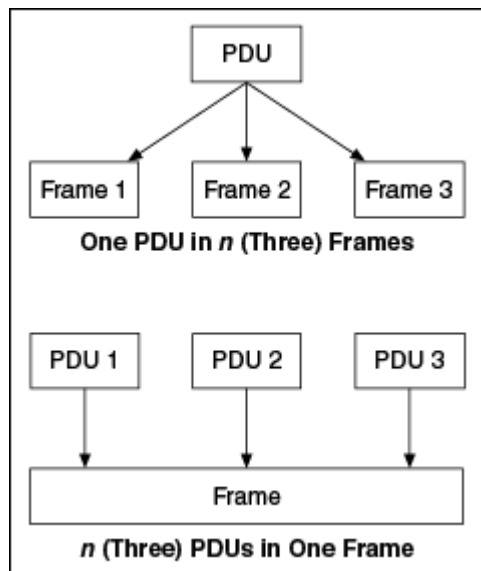 PDU
Frame 1 Frame 2 Frame 3
One PDU in n (Three) Frames
PDU 1 PDU 2 PDU 3
Frame
n (Three) PDUs in One Frame